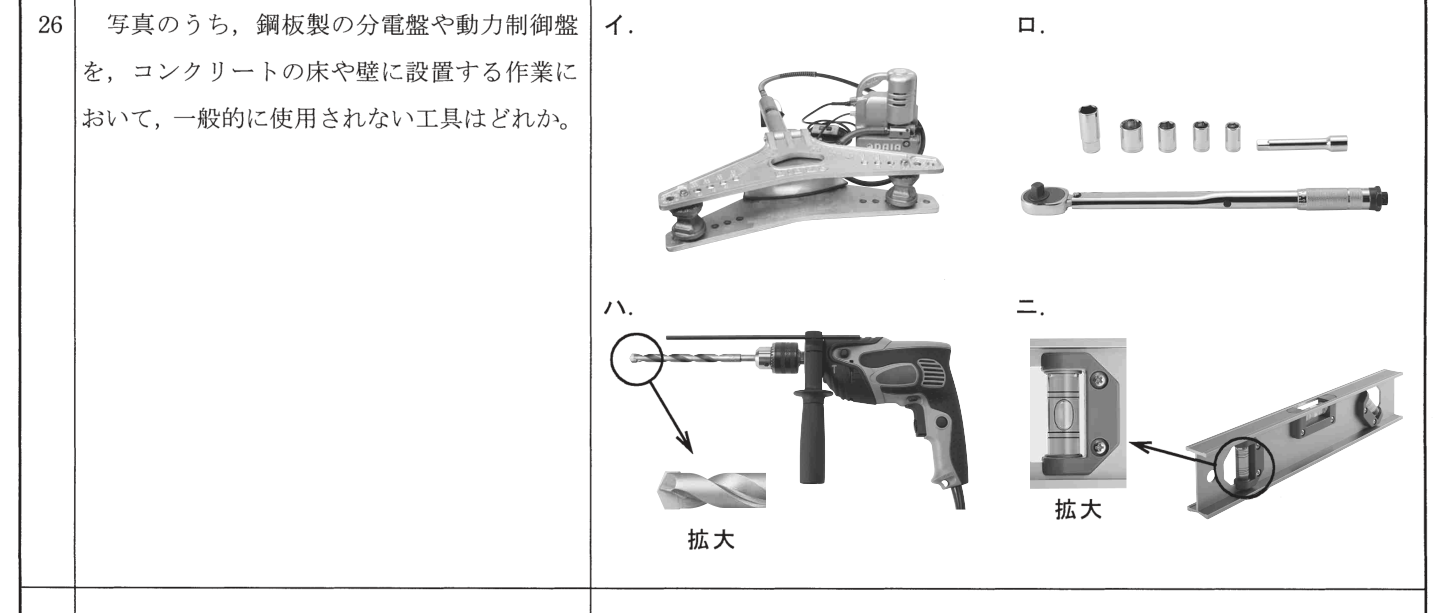 26
写真のうち，鋼板製の分電盤や動力制御盤
を，コンクリートの床や壁に設置する作業に
おいて，一般的に使用されない工具はどれか。
イ．
ロ．
ハ．
拡大
ニ．
拡大